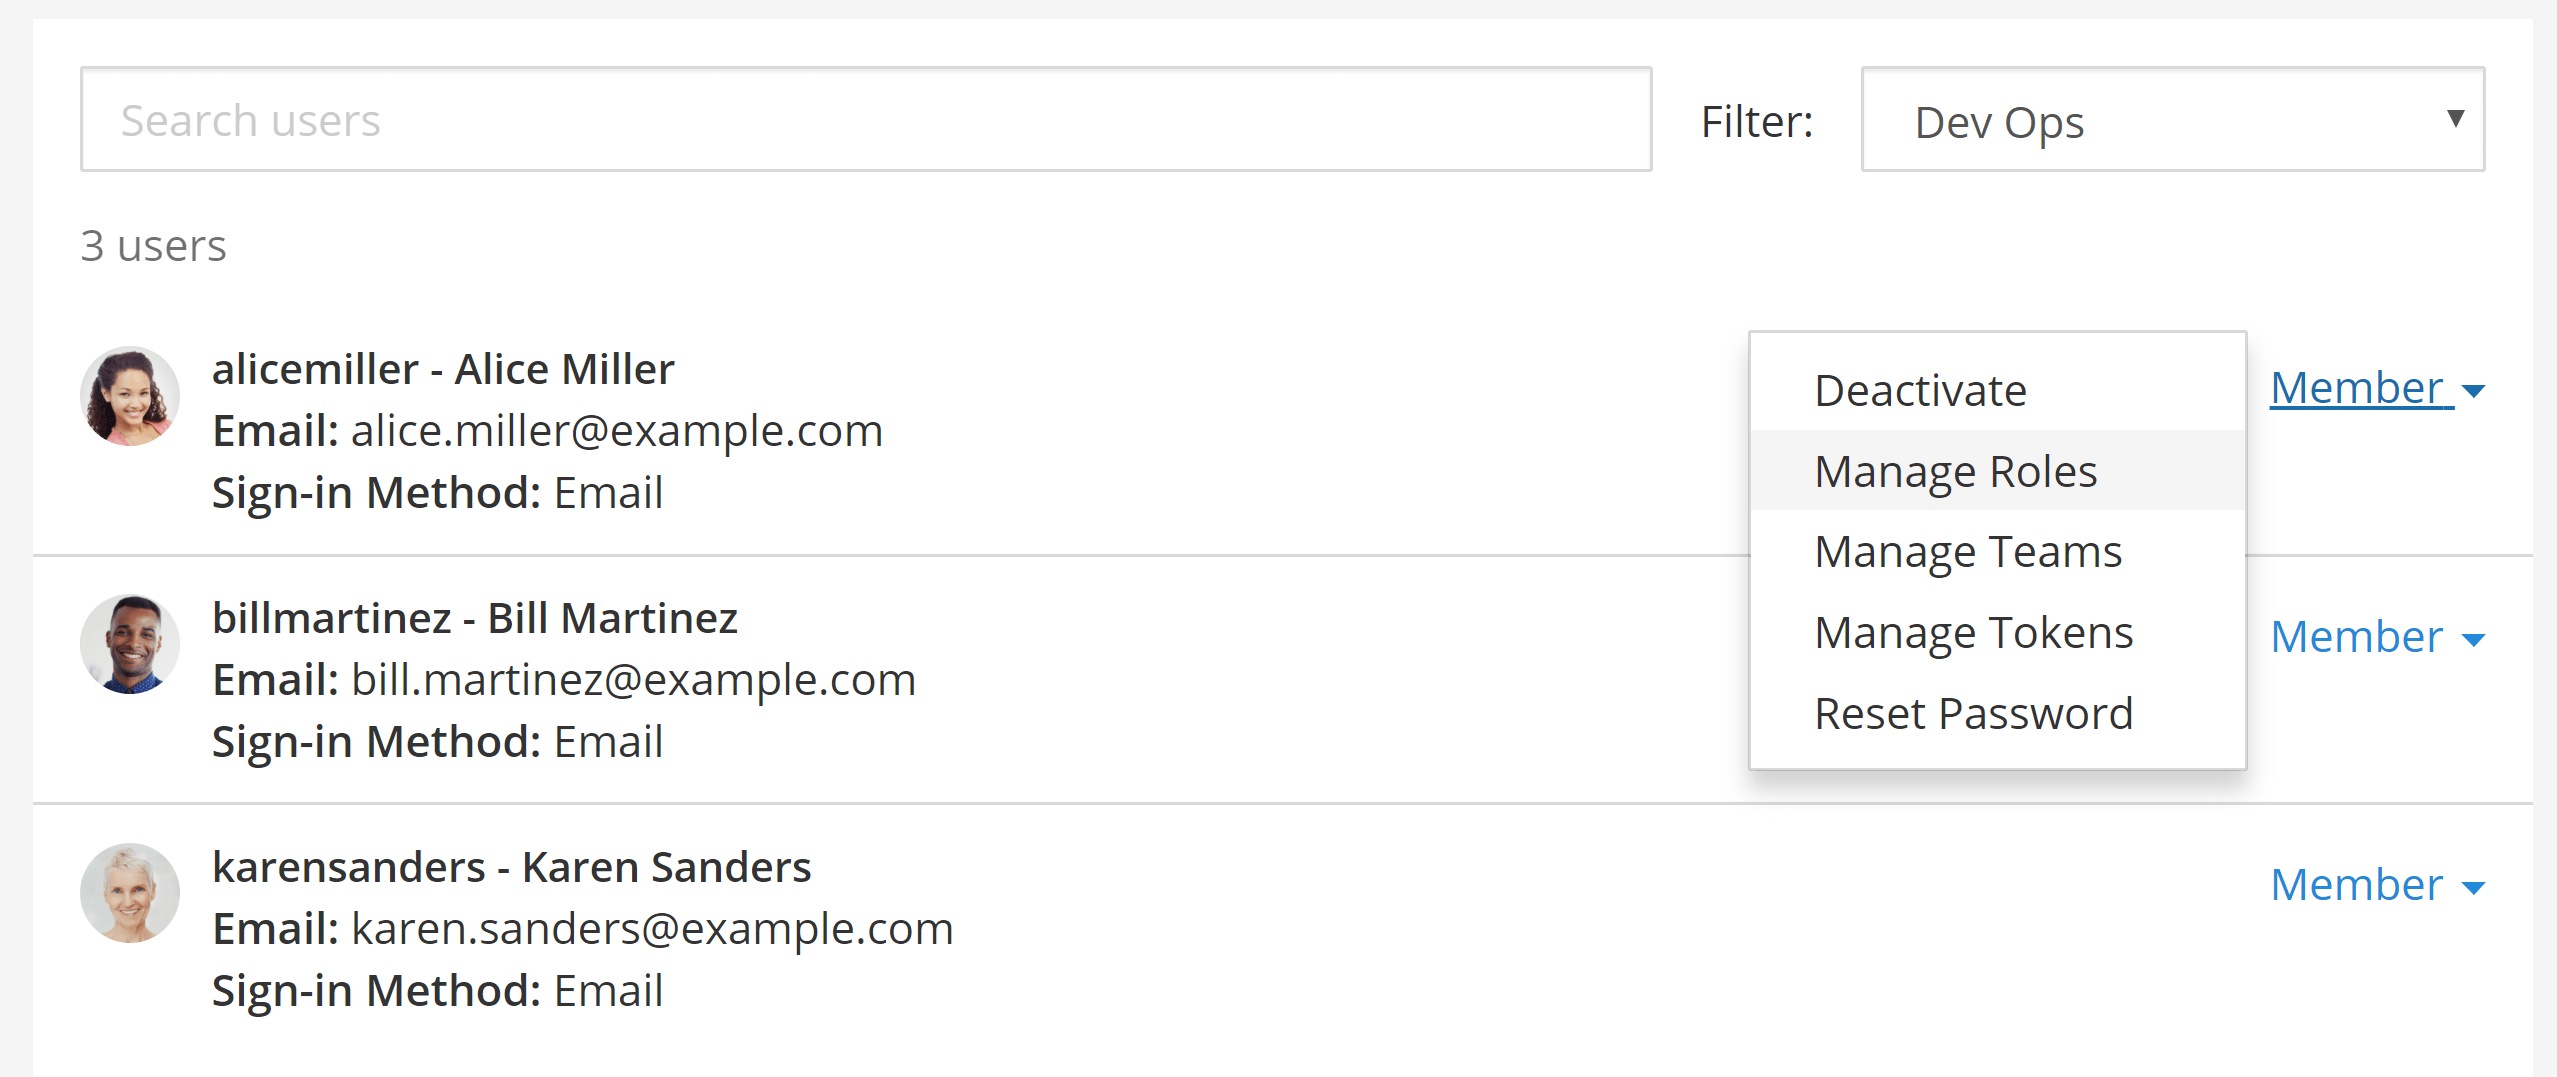 Search users
Filter: Dev Ops
3 users
alicemiller - Alice Miller
Email: alice.miller@example.com
Sign-in Method: Email
Member
Deactivate
Manage Roles
Manage Teams
Manage Tokens
Reset Password
billmartinez - Bill Martinez
Email: bill.martinez@example.com
Sign-in Method: Email
Member
karensanders - Karen Sanders
Email: karen.sanders@example.com
Sign-in Method: Email
Member